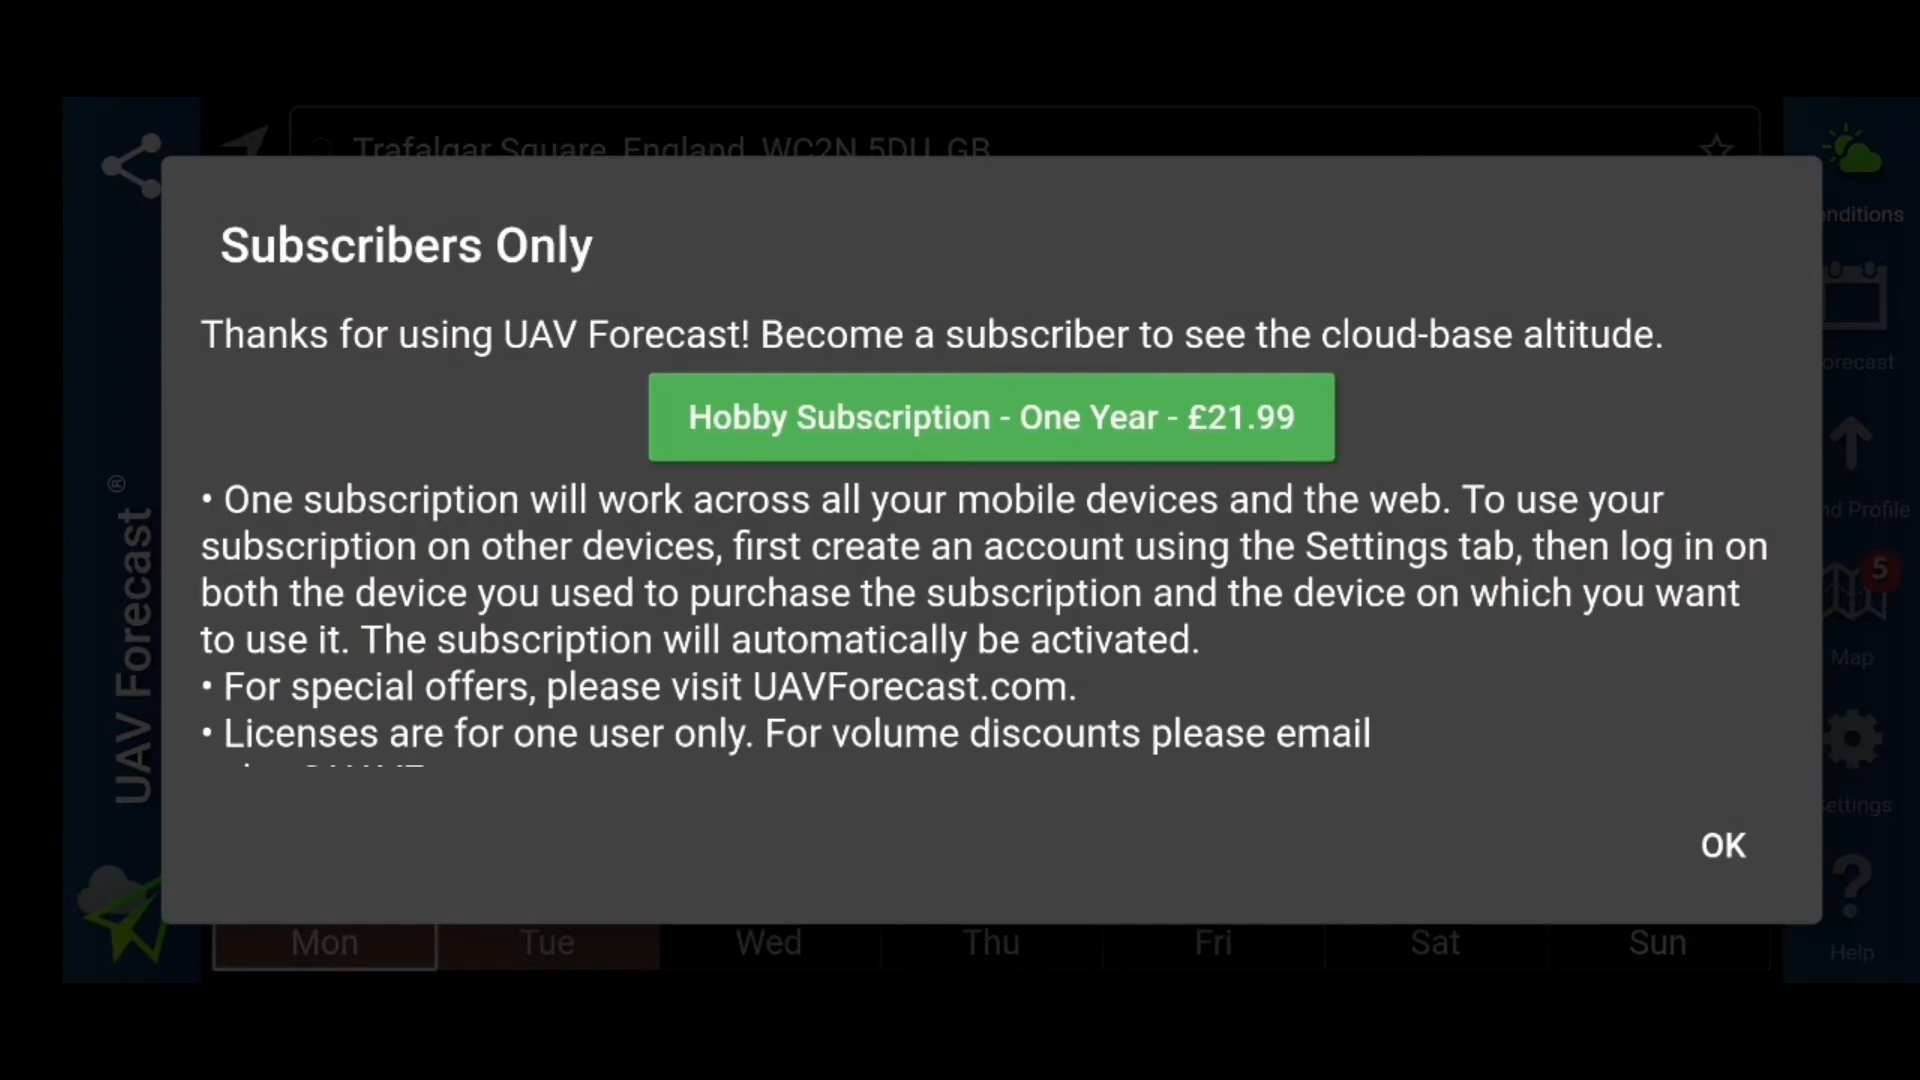 Trafalgar Square, England, WC2N 5DU, GB
Subscribers Only
Thanks for using UAV Forecast! Become a subscriber to see the cloud-base altitude.
Hobby Subscription - One Year - £21.99
• One subscription will work across all your mobile devices and the web. To use your
subscription on other devices, first create an account using the Settings tab, then log in on
both the device you used to purchase the subscription and the device on which you want
to use it. The subscription will automatically be activated.
• For special offers, please visit UAVForecast.com.
• Licenses are for one user only. For volume discounts please email
OK
UAV Forecast®
nditions
orecast
nd Profile
5
Map
ettings
Help
Mon Tue Wed Thu Fri Sat Sun